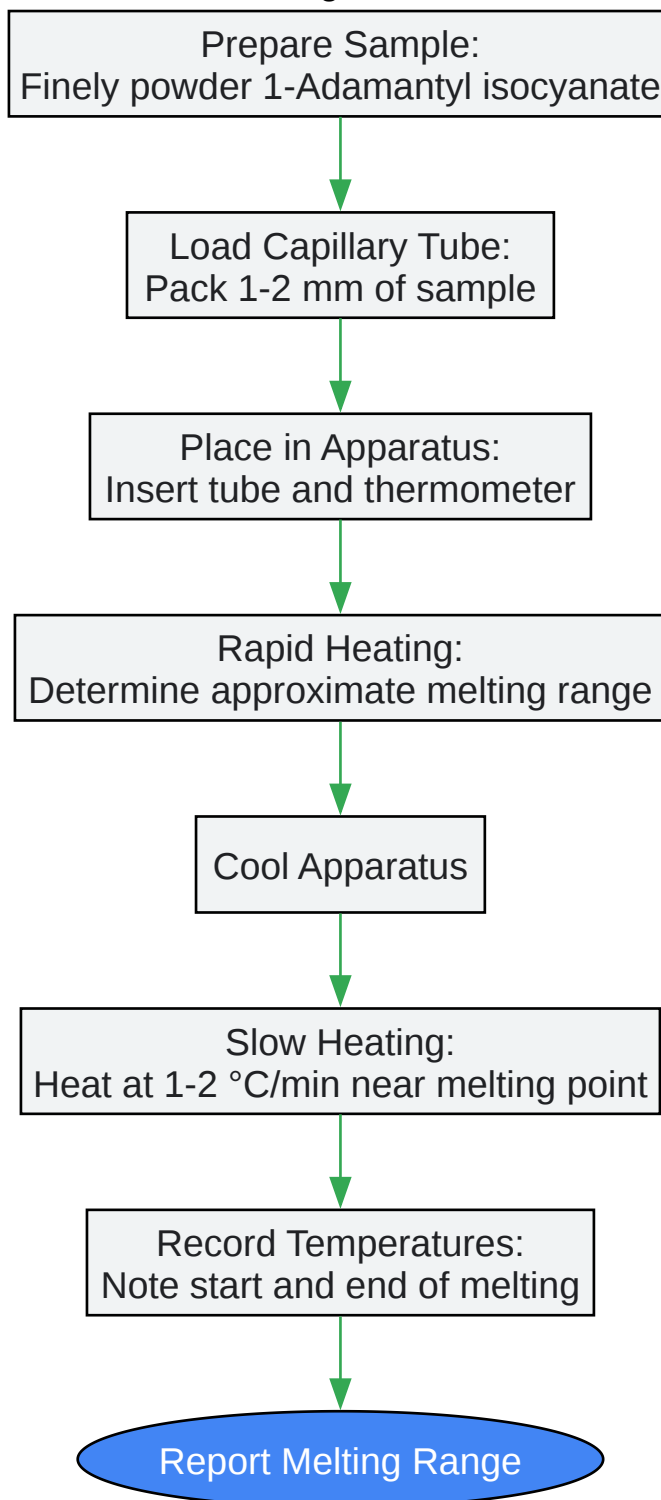 Prepare Sample:
Finely powder 1-Adamantyl isocyanate
Load Capillary Tube:
Pack 1-2 mm of sample
Place in Apparatus:
Insert tube and thermometer
Rapid Heating:
Determine approximate melting range
Cool Apparatus
Slow Heating:
Heat at 1-2 °C/min near melting point
Record Temperatures:
Note start and end of melting
Report Melting Range